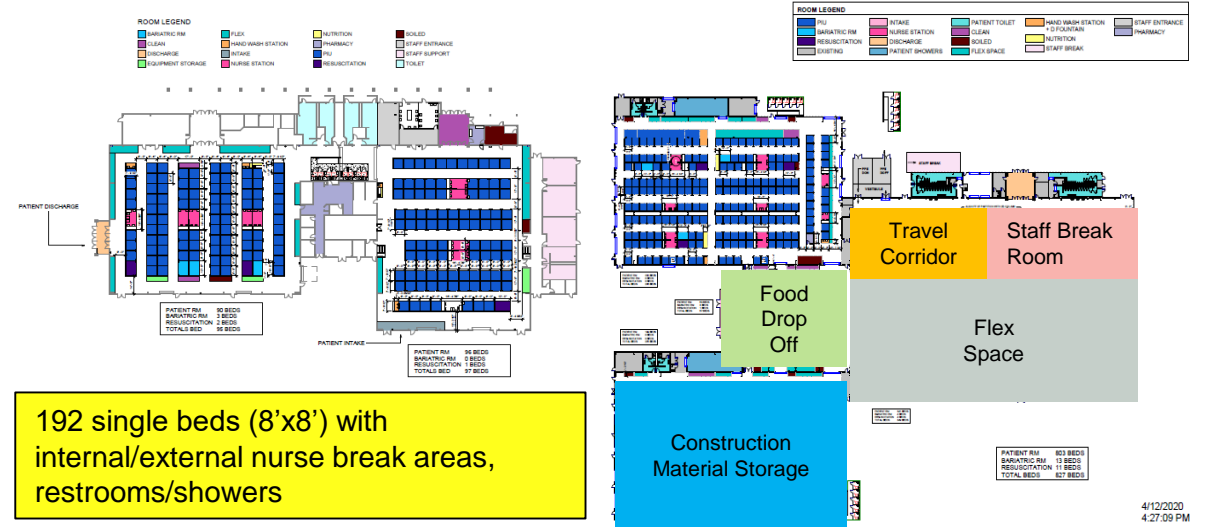 ROOM LEGEND
BARIATRIC RM
CLEAN
DISCHARGE
EQUIPMENT STORAGE
FLEX
HAND WASH STATION
INTAKE
NURSE STATION
NUTRITION
PHARMACY
PIU
RESUSCITATION
SOILED
STAFF ENTRANCE
STAFF SUPPORT
TOILET
PATIENT DISCHARGE
PATIENT RM 90 BEDS
BARIATRIC RM 3 BEDS
RESUSCITATION 2 BEDS
TOTALS BED 95 BEDS
PATIENT INTAKE
PATIENT RM 96 BEDS
BARIATRIC RM 0 BEDS
RESUSCITATION 1 BEDS
TOTALS BED 97 BEDS
192 single beds (8'x8') with
internal/external nurse break areas,
restrooms/showers
ROOM LEGEND
PIU
BARIATRIC RM
RESUSCITATION
EXISTING
INTAKE
NURSE STATION
DISCHARGE
PATIENT SHOWERS
PATIENT TOILET
CLEAN
SOILED
FLEX SPACE
HAND WASH STATION
+ D FOUNTAIN
NUTRITION
STAFF BREAK
STAFF ENTRANCE
PHARMACY
STAFF BREAK
Travel
Corridor
Staff Break
Room
Food
Drop
Off
Flex
Space
Construction
Material Storage
PATIENT RM 803 BEDS
BARIATRIC RM 13 BEDS
RESUSCITATION 11 BEDS
TOTAL BEDS 827 BEDS
4/12/2020
4:27:09 PM